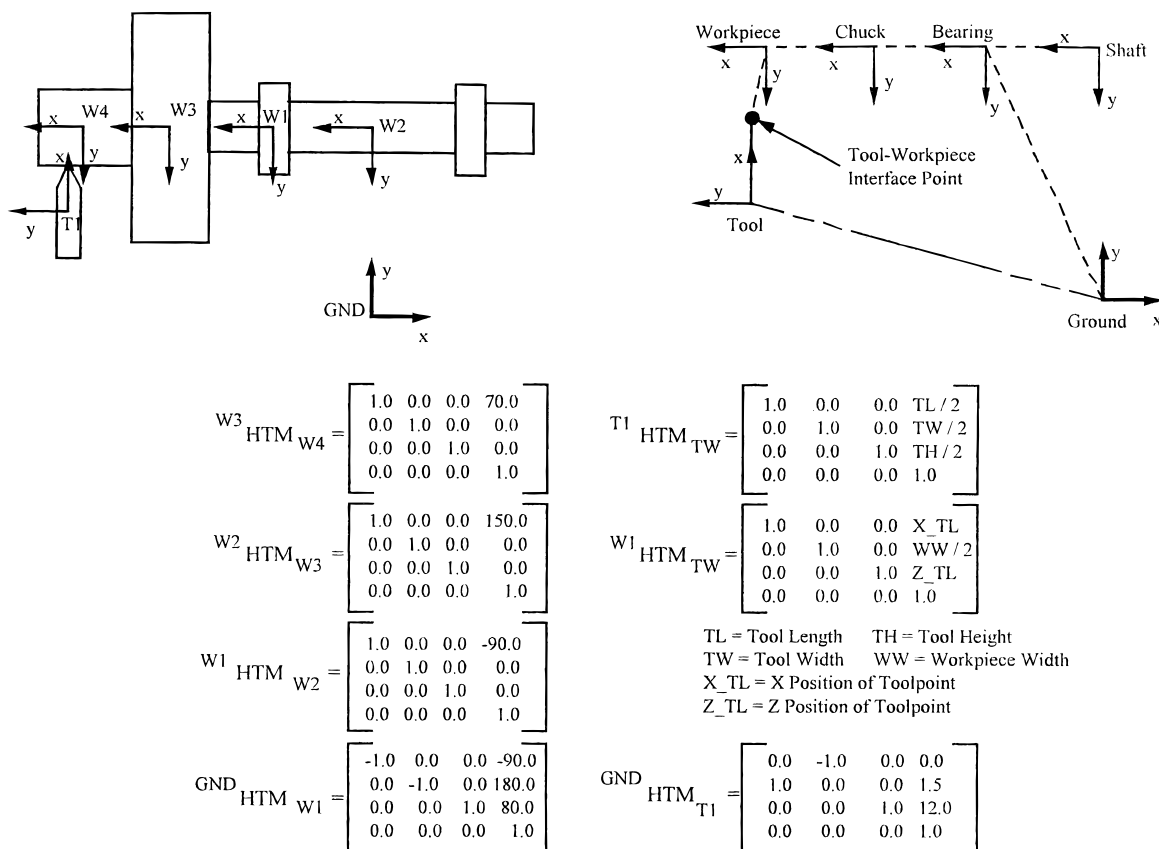 W4
W3
W1
W2
x
x
x
x
x
y
y
y
y
T1
y
y
GND
x
Workpiece
Chuck
Bearing
Shaft
x
x
x
x
y
y
y
y
x
Tool-Workpiece
Interface Point
y
Tool
y
Ground
x
W3 HTM W4 =
1.0 0.0 0.0 70.0
0.0 1.0 0.0 0.0
0.0 0.0 1.0 0.0
0.0 0.0 0.0 1.0
T1 HTM TW =
1.0 0.0 0.0 TL / 2
0.0 1.0 0.0 TW / 2
0.0 0.0 1.0 TH / 2
0.0 0.0 0.0 1.0
W2 HTM W3 =
1.0 0.0 0.0 150.0
0.0 1.0 0.0 0.0
0.0 0.0 1.0 0.0
0.0 0.0 0.0 1.0
W1 HTM TW =
1.0 0.0 0.0 X_TL
0.0 1.0 0.0 WW / 2
0.0 0.0 1.0 Z_TL
0.0 0.0 0.0 1.0
W1 HTM W2 =
1.0 0.0 0.0 -90.0
0.0 1.0 0.0 0.0
0.0 0.0 1.0 0.0
0.0 0.0 0.0 1.0
TL = Tool Length TH = Tool Height
TW = Tool Width WW = Workpiece Width
X_TL = X Position of Toolpoint
Z_TL = Z Position of Toolpoint
GND HTM W1 =
-1.0 0.0 0.0 -90.0
0.0 -1.0 0.0 180.0
0.0 0.0 1.0 80.0
0.0 0.0 0.0 1.0
GND HTM T1 =
0.0 -1.0 0.0 0.0
1.0 0.0 0.0 1.5
0.0 0.0 1.0 12.0
0.0 0.0 0.0 1.0